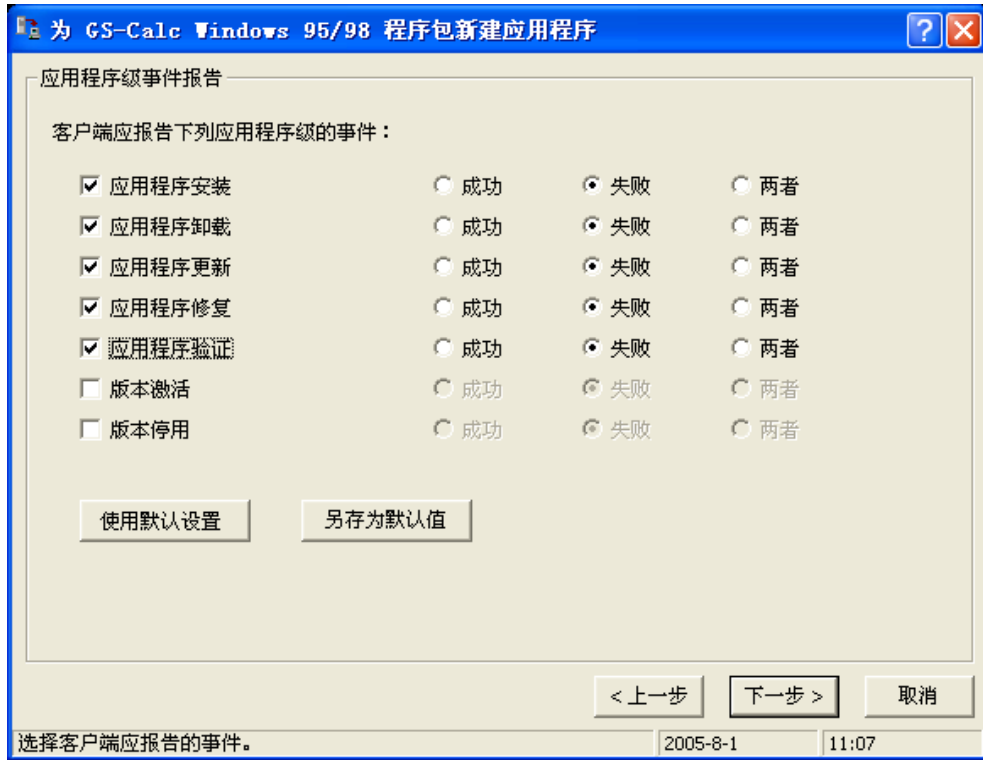 为 GS-Calc Windows 95/98 程序包新建应用程序
应用程序级事件报告
客户端应报告下列应用程序级的事件：
应用程序安装 成功 失败 两者
应用程序卸载 成功 失败 两者
应用程序更新 成功 失败 两者
应用程序修复 成功 失败 两者
应用程序验证 成功 失败 两者
版本激活 成功 失败 两者
版本停用 成功 失败 两者
使用默认设置 另存为默认值
<上一步 下一步> 取消
选择客户端应报告的事件。 2005-8-1 11:07